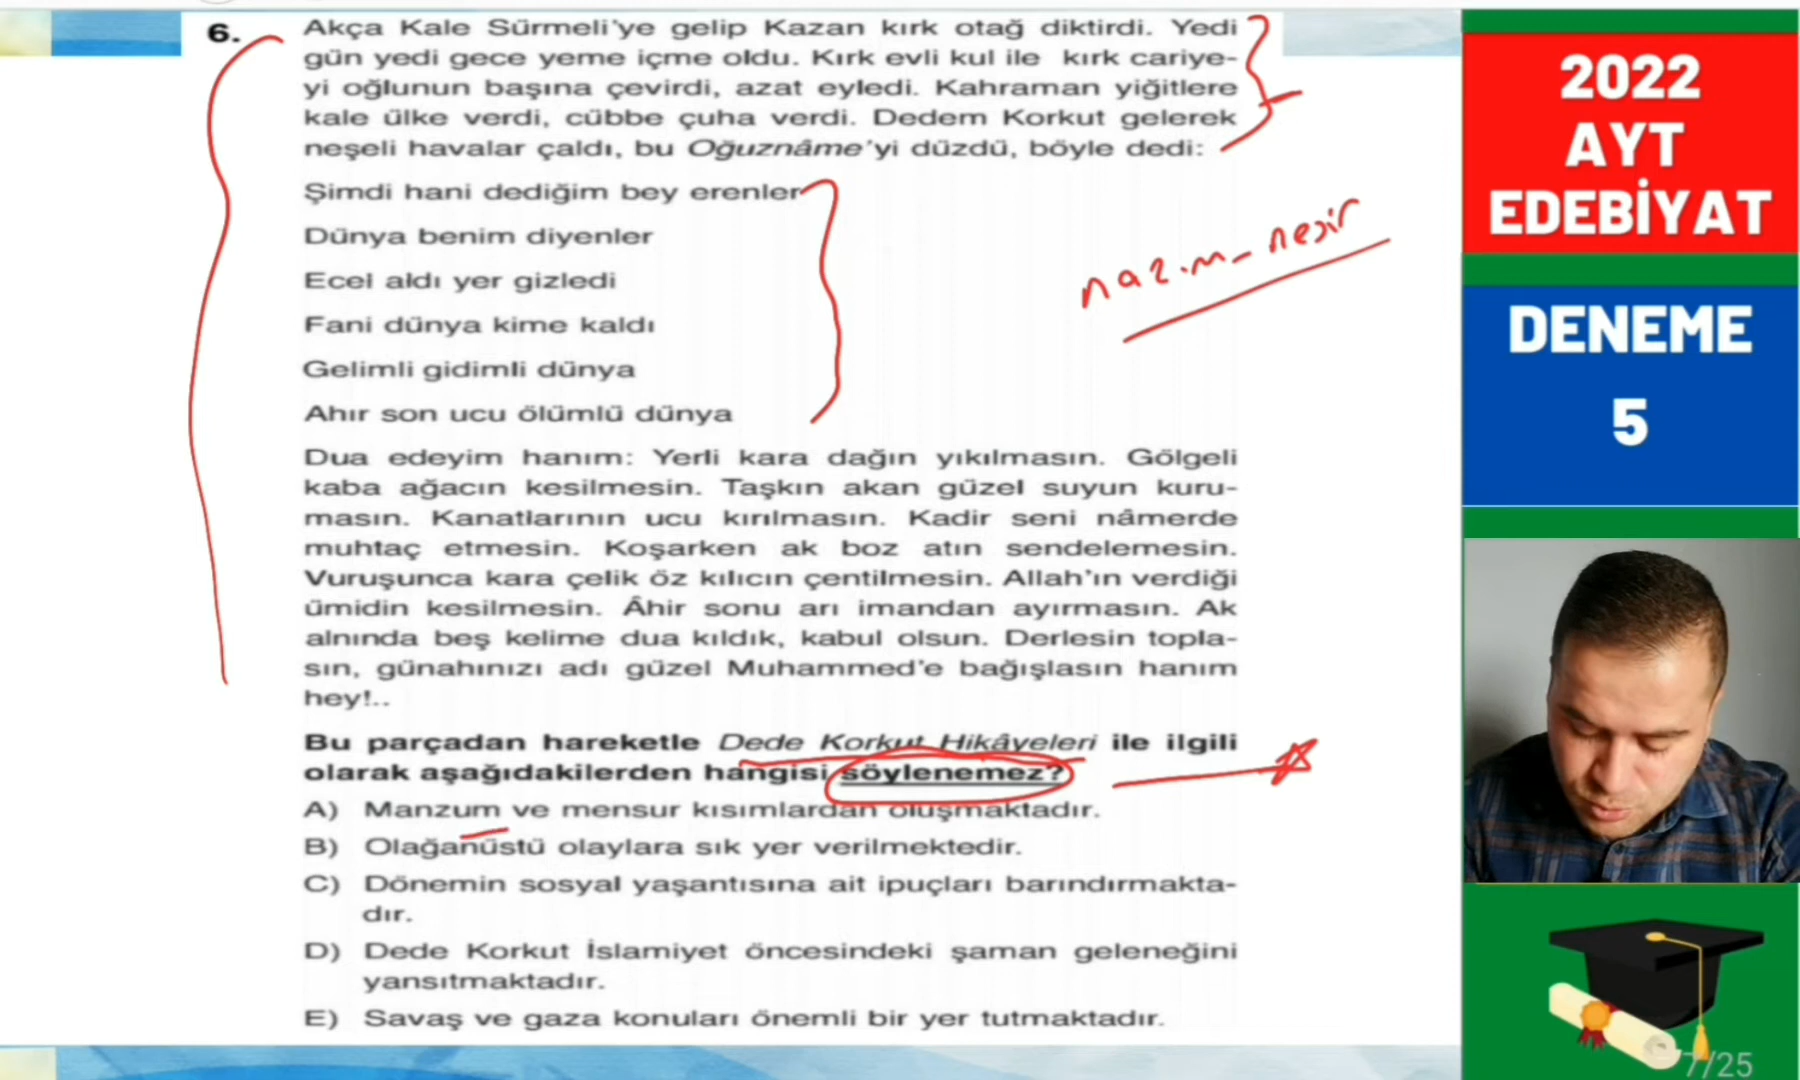 6.
Akça Kale Sürmeli'ye gelip Kazan kırk otağ diktirdi. Yedi
gün yedi gece yeme içme oldu. Kırk evli kul ile kırk cariye-
yi oğlunun başına çevirdi, azat eyledi. Kahraman yiğitlere
kale ülke verdi, cübbe çuha verdi. Dedem Korkut gelerek
neşeli havalar çaldı, bu Oğuznâme'yi düzdü, böyle dedi:
Şimdi hani dediğim bey erenler
Dünya benim diyenler
Ecel aldı yer gizledi
Fani dünya kime kaldı
Gelimli gidimli dünya
Ahır son ucu ölümlü dünya
nazım-nesir
Dua edeyim hanım: Yerli kara dağın yıkılmasın. Gölgeli
kaba ağacın kesilmesin. Taşkın akan güzel suyun kuru-
masın. Kanatlarının ucu kırılmasın. Kadir seni nâmerde
muhtaç etmesin. Koşarken ak boz atın sendelemesin.
Vuruşunca kara çelik öz kılıcın çentilmesin. Allah'ın verdiği
ümidin kesilmesin. Âhir sonu arı imandan ayırmasın. Ak
alnında beş kelime dua kıldık, kabul olsun. Derlesin topla-
sın, günahınızı adı güzel Muhammed'e bağışlasın hanım
hey!..
Bu parçadan hareketle Dede Korkut Hikâyeleri ile ilgili
olarak aşağıdakilerden hangisi söylenemez?
A) Manzum ve mensur kısımlardan oluşmaktadır.
B) Olağanüstü olaylara sık yer verilmektedir.
C) Dönemin sosyal yaşantısına ait ipuçları barındırmakta-
dır.
D) Dede Korkut İslamiyet öncesindeki şaman geleneğini
yansıtmaktadır.
E) Savaş ve gaza konuları önemli bir yer tutmaktadır.
2022
AYT
EDEBİYAT
DENEME
5
7/25